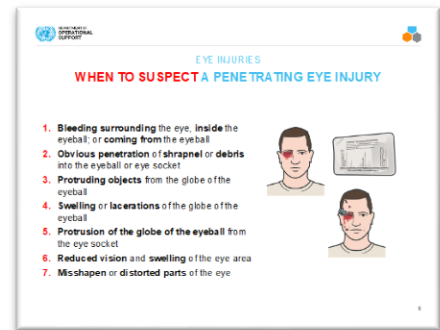 DEPARTMENT OF
OPERATIONAL
SUPPORT
EYE INJURIES
WHEN TO SUSPECT A PENETRATING EYE INJURY
1. Bleeding surrounding the eye, inside the
eyeball; or coming from the eyeball
2. Obvious penetration of shrapnel or debris
into the eyeball or eye socket
3. Protruding objects from the globe of the
eyeball
4. Swelling or lacerations of the globe of the
eyeball
5. Protrusion of the globe of the eyeball from
the eye socket
6. Reduced vision and swelling of the eye area
7. Misshapen or distorted parts of the eye